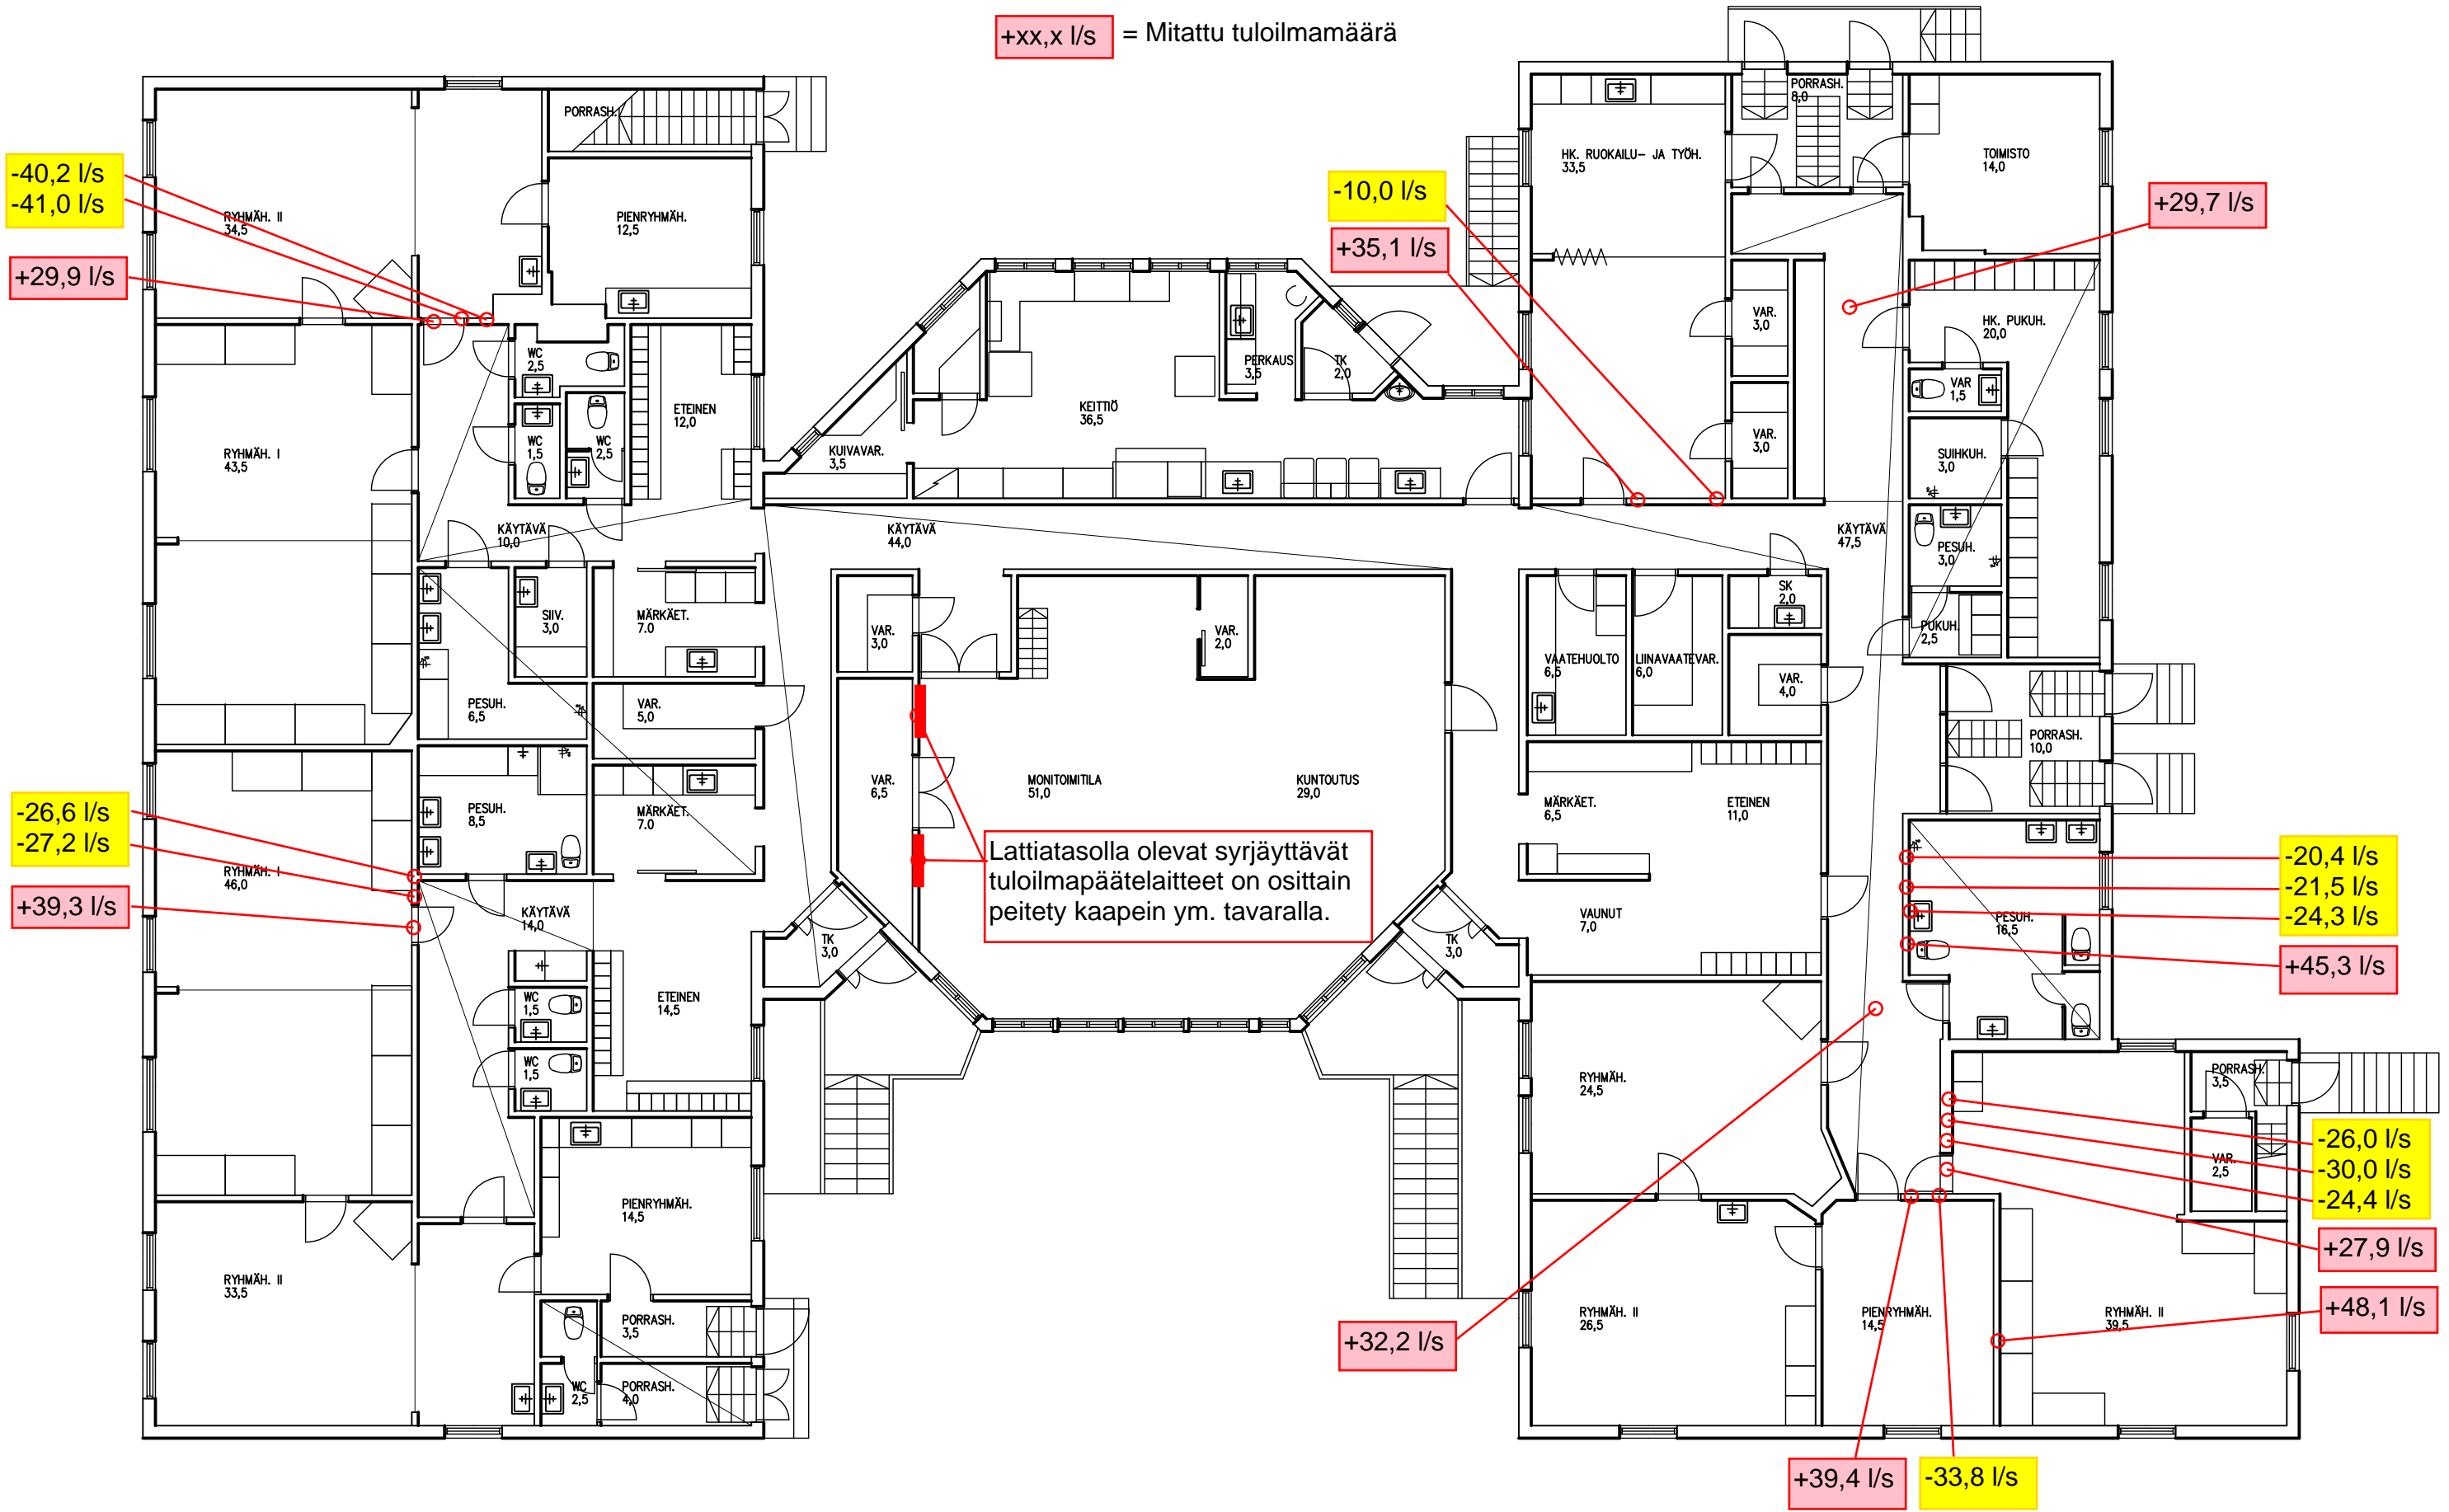 +xx,x l/s = Mitattu tuloilmamäärä
PORRASH.
PORRASH.
8,0
HK. RUOKAILU- JA TYÖH.
33,5
TOIMISTO
14,0
-40,2 l/s
-41,0 l/s
+29,9 l/s
RYHMÄH. II
34,5
PIENRYHMÄH.
12,5
-10,0 l/s
+35,1 l/s
+29,7 l/s
VAR.
3,0
HK. PUKUH.
20,0
WC
2,5
PERKAUS
3,5
TK
2,0
VAR
1,5
ETEINEN
12,0
KEITTIÖ
36,5
RYHMÄH. I
43,5
WC
1,5
WC
2,5
KUIVAVAR.
3,5
VAR.
3,0
SUIHKUH.
3,0
KÄYTÄVÄ
10,0
KÄYTÄVÄ
44,0
KÄYTÄVÄ
47,5
PESUH.
3,0
SIIV.
3,0
MÄRKÄET.
7.0
VAR.
3,0
VAR.
2,0
SK
2,0
PUKUH.
2,5
VAATEHUOLTO
6,5
LIINAVAATEVAR.
6,0
VAR.
4,0
PESUH.
6,5
VAR.
5,0
PORRASH.
10,0
VAR.
6,5
MONITOIMITILA
51,0
KUNTOUTUS
29,0
MÄRKÄET.
6,5
ETEINEN
11,0
-26,6 l/s
-27,2 l/s
+39,3 l/s
PESUH.
8,5
MÄRKÄET.
7.0
RYHMÄH. I
46,0
Lattiatasolla olevat syrjäyttävät
tuloilmapäätelaitteet on osittain
peitety kaapein ym. tavaralla.
-20,4 l/s
-21,5 l/s
-24,3 l/s
+45,3 l/s
KÄYTÄVÄ
14,0
VAUNUT
7,0
PESUH.
16,5
TK
3,0
TK
3,0
WC
1,5
ETEINEN
14,5
WC
1,5
RYHMÄH.
24,5
PORRASH.
3,5
-26,0 l/s
-30,0 l/s
-24,4 l/s
VAR.
2,5
+27,9 l/s
PIENRYHMÄH.
14,5
RYHMÄH. II
33,5
+48,1 l/s
PORRASH.
3,5
RYHMÄH. II
26,5
PIENRYHMÄH.
14,5
RYHMÄH. II
39,5
+32,2 l/s
WC
2,5
PORRASH.
4,0
+39,4 l/s
-33,8 l/s